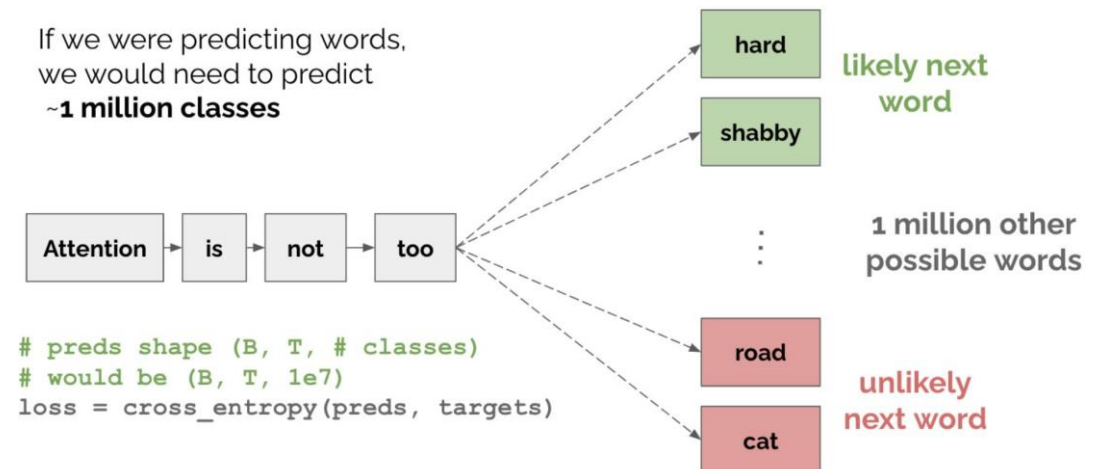 If we were predicting words,
we would need to predict
~1 million classes
hard
likely next
word
shabby
Attention
is
not
too
⋮
1 million other
possible words
# preds shape (B, T, # classes)
# would be (B, T, 1e7)
loss = cross_entropy(preds, targets)
road
unlikely
next word
cat